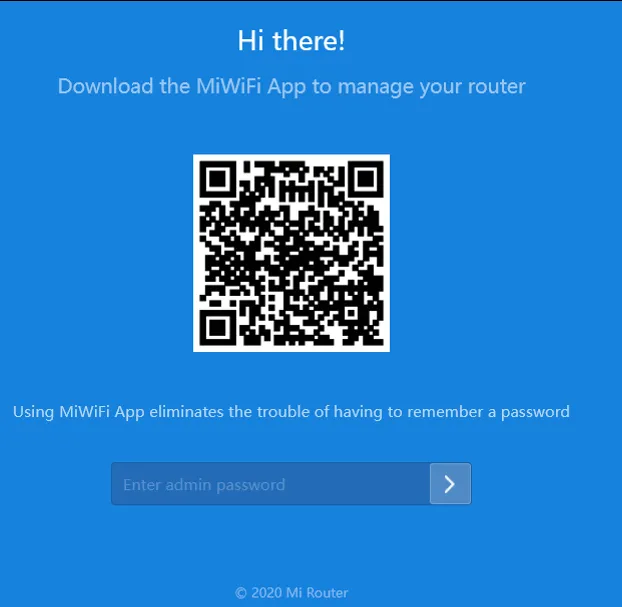 Hi there!
Download the MiWiFi App to manage your router
Using MiWiFi App eliminates the trouble of having to remember a password
Enter admin password
© 2020 Mi Router